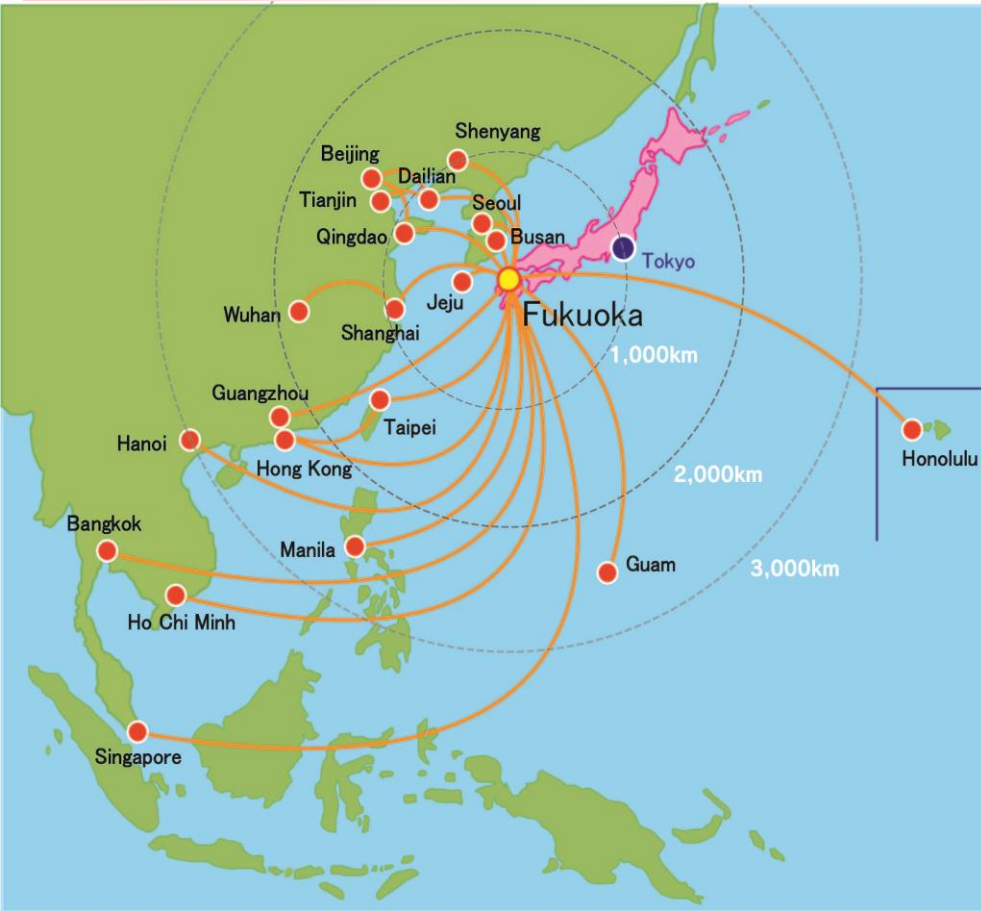 Shenyang
Beijing
Dailian
Tianjin
Seoul
Qingdao
Busan
Tokyo
Jeju
Wuhan
Shanghai
Fukuoka
1,000km
Guangzhou
Taipei
Hanoi
Hong Kong
Honolulu
2,000km
Bangkok
Manila
Guam
3,000km
Ho Chi Minh
Singapore